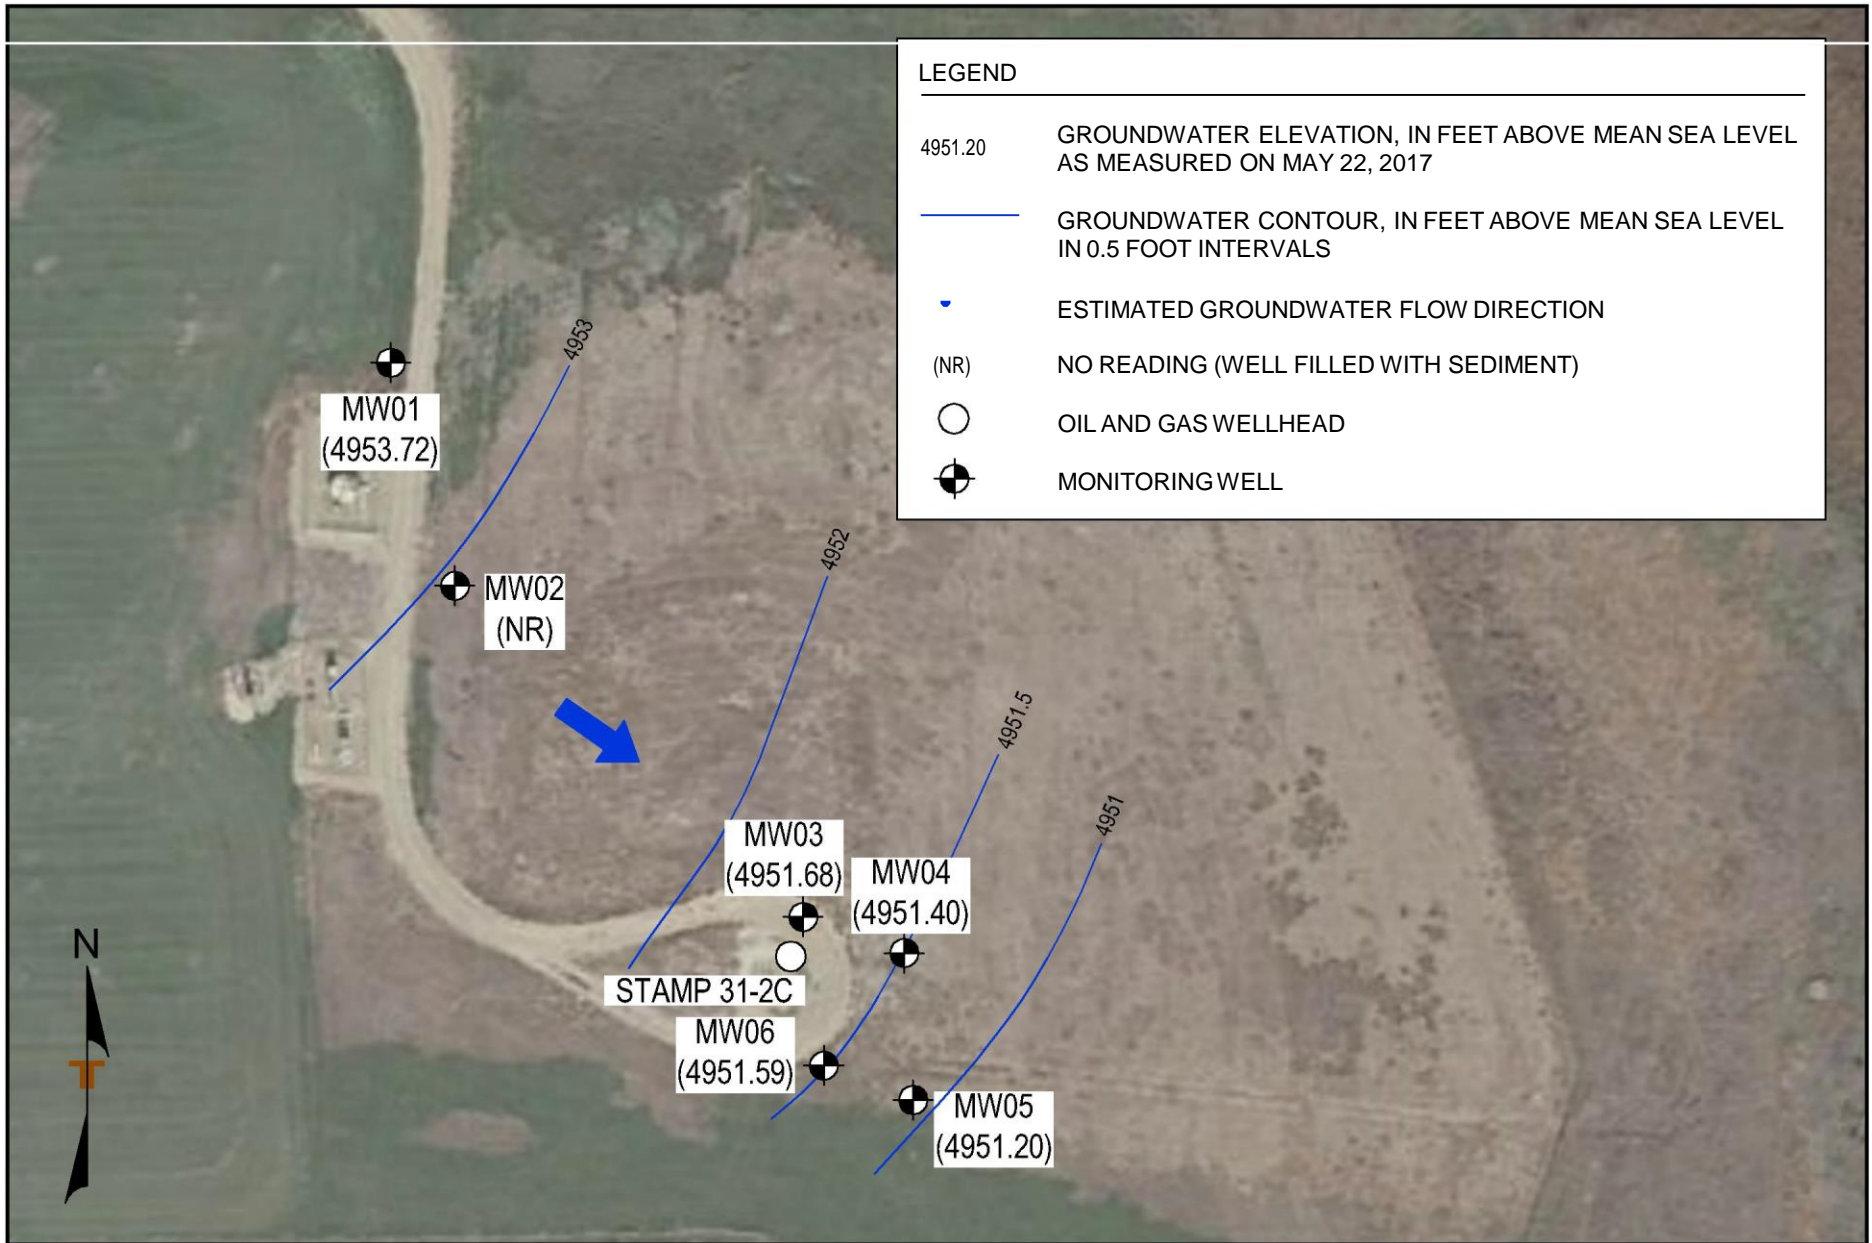 LEGEND
4951.20
GROUNDWATER ELEVATION, IN FEET ABOVE MEAN SEA LEVEL
AS MEASURED ON MAY 22, 2017
GROUNDWATER CONTOUR, IN FEET ABOVE MEAN SEA LEVEL
IN 0.5 FOOT INTERVALS
ESTIMATED GROUNDWATER FLOW DIRECTION
(NR)
NO READING (WELL FILLED WITH SEDIMENT)
OIL AND GAS WELLHEAD
MONITORING WELL
4953
MW01
(4953.72)
4952
MW02
(NR)
4951.5
4951
MW03
(4951.68)
MW04
(4951.40)
N
STAMP 31-2C
MW06
(4951.59)
T
MW05
(4951.20)